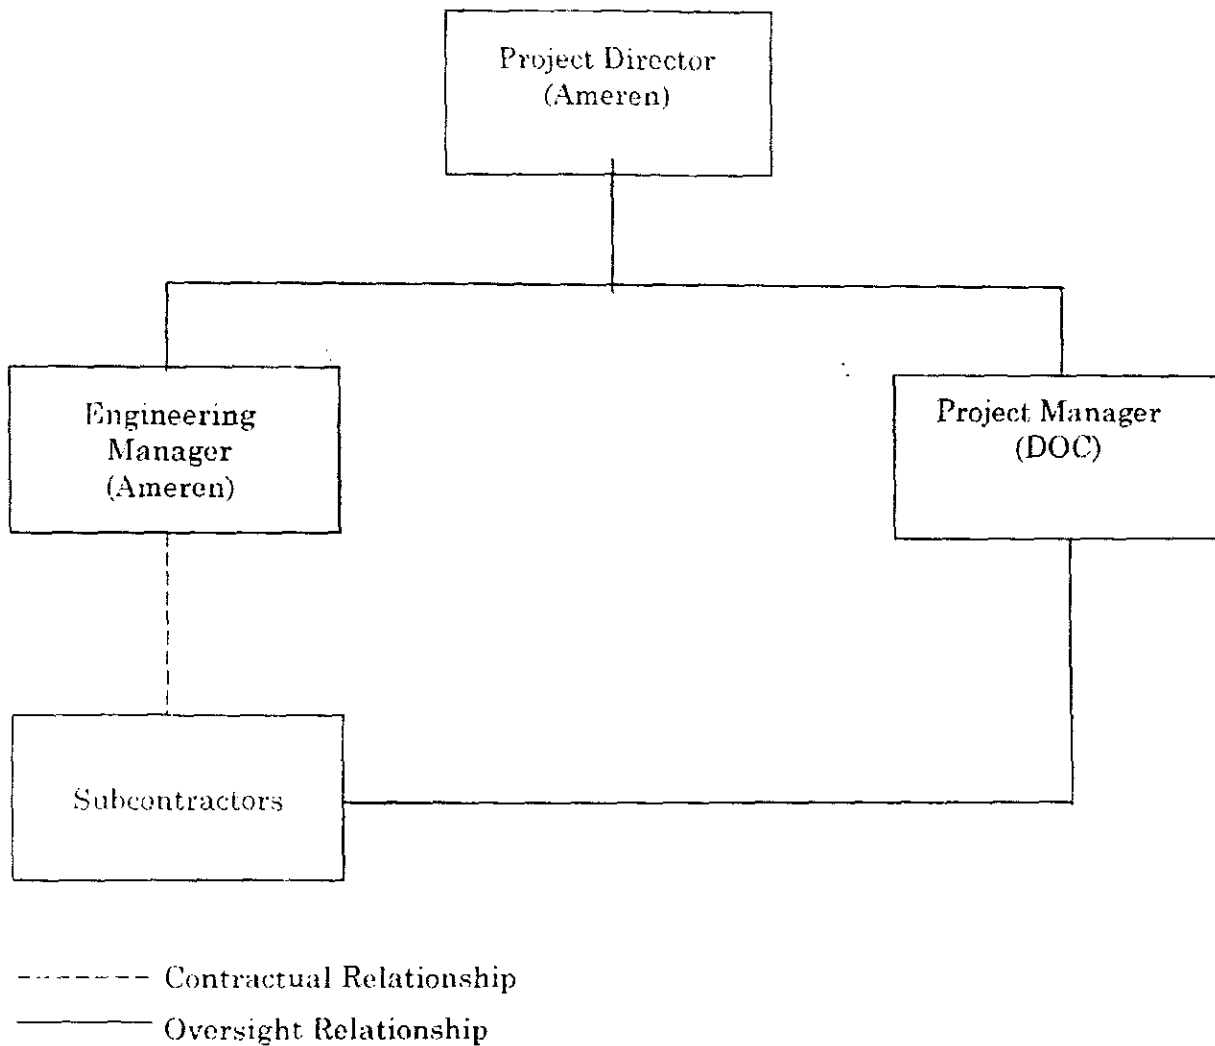 Project Director
(Ameren)
Engineering
Manager
(Ameren)
Project Manager
(DOC)
Subcontractors
Contractual Relationship
Oversight Relationship